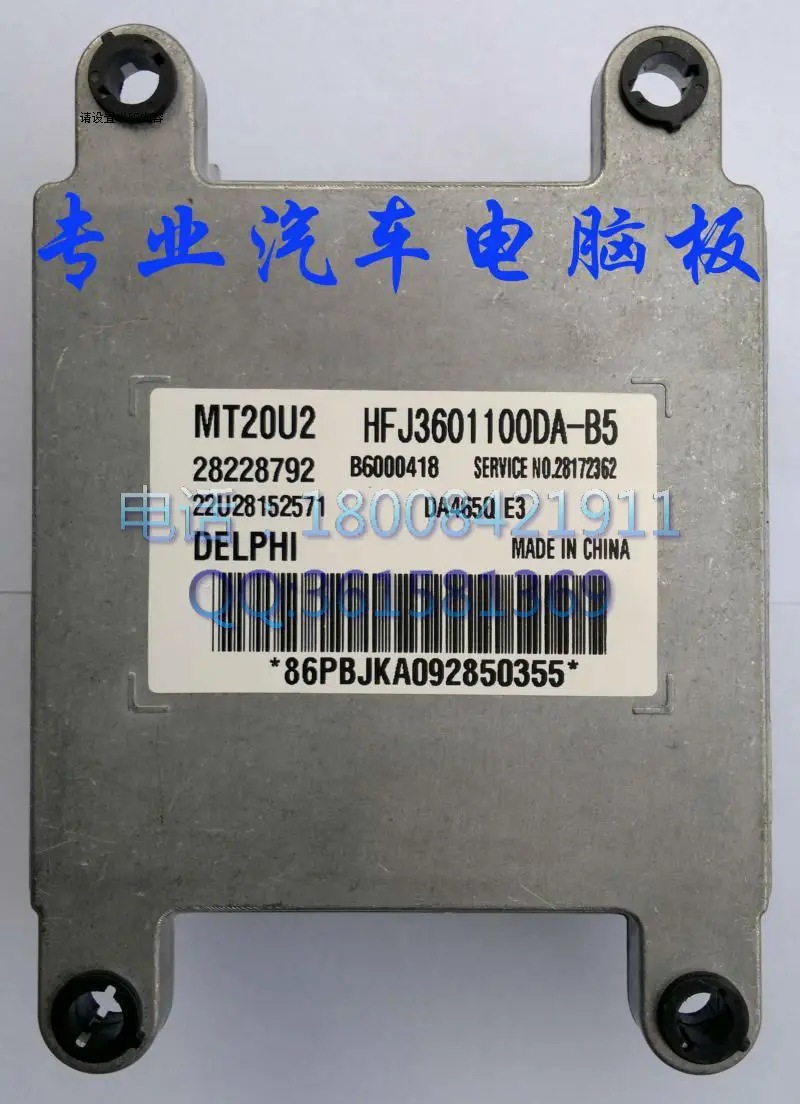 专业汽车电脑板
MT20U2 HFJ3601100DA-B5
28228792 B6000418 SERVICE NO.28172362
22U28152571 DA465Q E3
电话:18008421911
DELPHI MADE IN CHINA
QQ:361581369
*86PBJKA092850355*